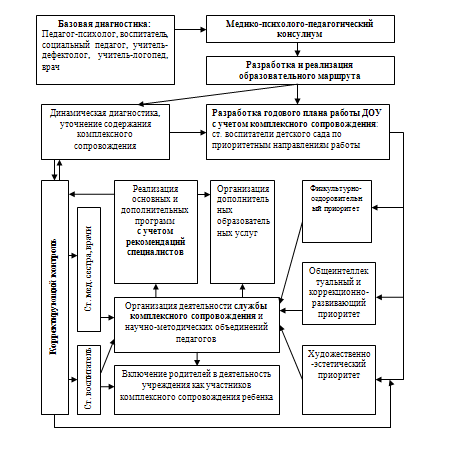 Базовая диагностика:
Педагог-психолог, воспитатель,
социальный педагог, учитель-
дефектолог, учитель-логопед,
врач
Медико-психолого-педагогический
консилиум
Разработка и реализация
образовательного маршрута
Динамическая диагностика,
уточнение содержания
комплексного
сопровождения
Разработка годового плана работы ДОУ
с учетом комплексного сопровождения:
ст. воспитатели детского сада по
приоритетным направлениям работы
Корректирующий контроль
Ст. мед. сестра, врачи
Ст. воспитатель
Реализация
основных и
дополнительных
программ
с учетом
рекомендаций
специалистов
Организация
дополнитель
ных
образователь
ных услуг
Физкультурно-
оздоровитель
ный приоритет
Общеинтеллек
туальный и
коррекционно-
развивающий
приоритет
Организация деятельности службы
комплексного сопровождения и
научно-методических объединений
педагогов
Художественно
-эстетический
приоритет
Включение родителей в деятельность
учреждения как участников
комплексного сопровождения ребенка